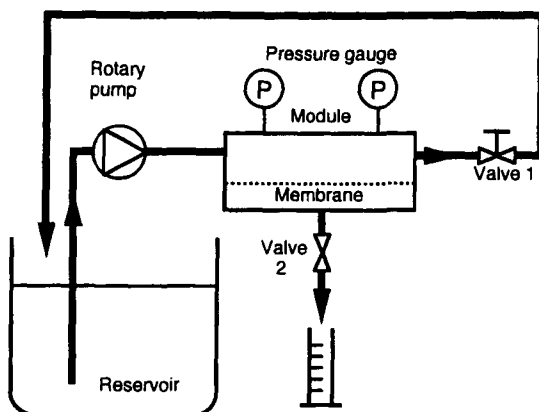 Pressure gauge
Rotary
pump
P
P
Module
Membrane
Valve 1
Valve
2
Reservoir